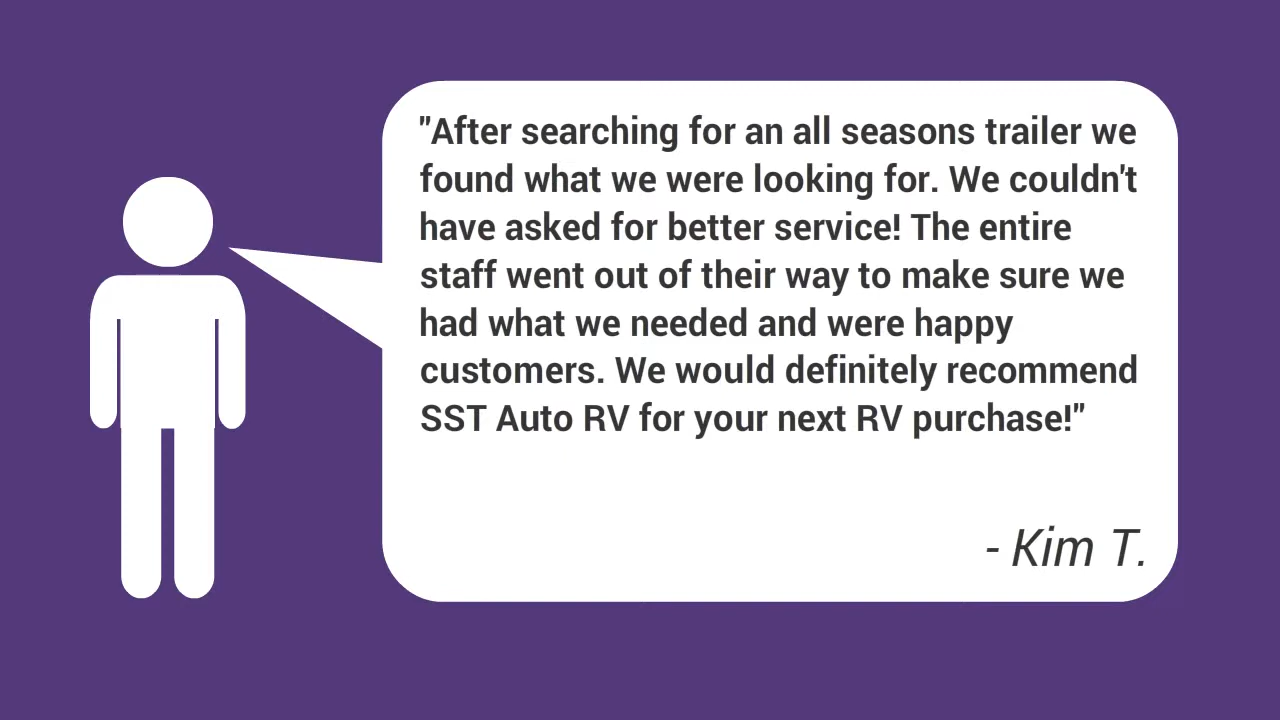 "After searching for an all seasons trailer we
found what we were looking for. We couldn't
have asked for better service! The entire
staff went out of their way to make sure we
had what we needed and were happy
customers. We would definitely recommend
SST Auto RV for your next RV purchase!"
- Kim T.